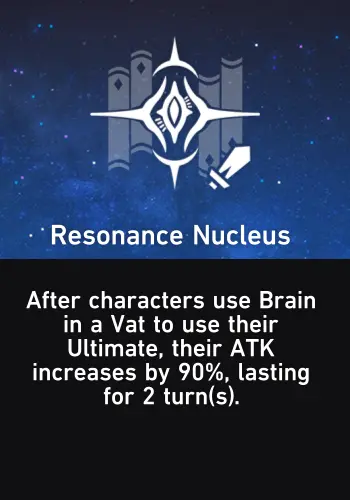 Resonance Nucleus
After characters use Brain
in a Vat to use their
Ultimate, their ATK
increases by 90%, lasting
for 2 turn(s).